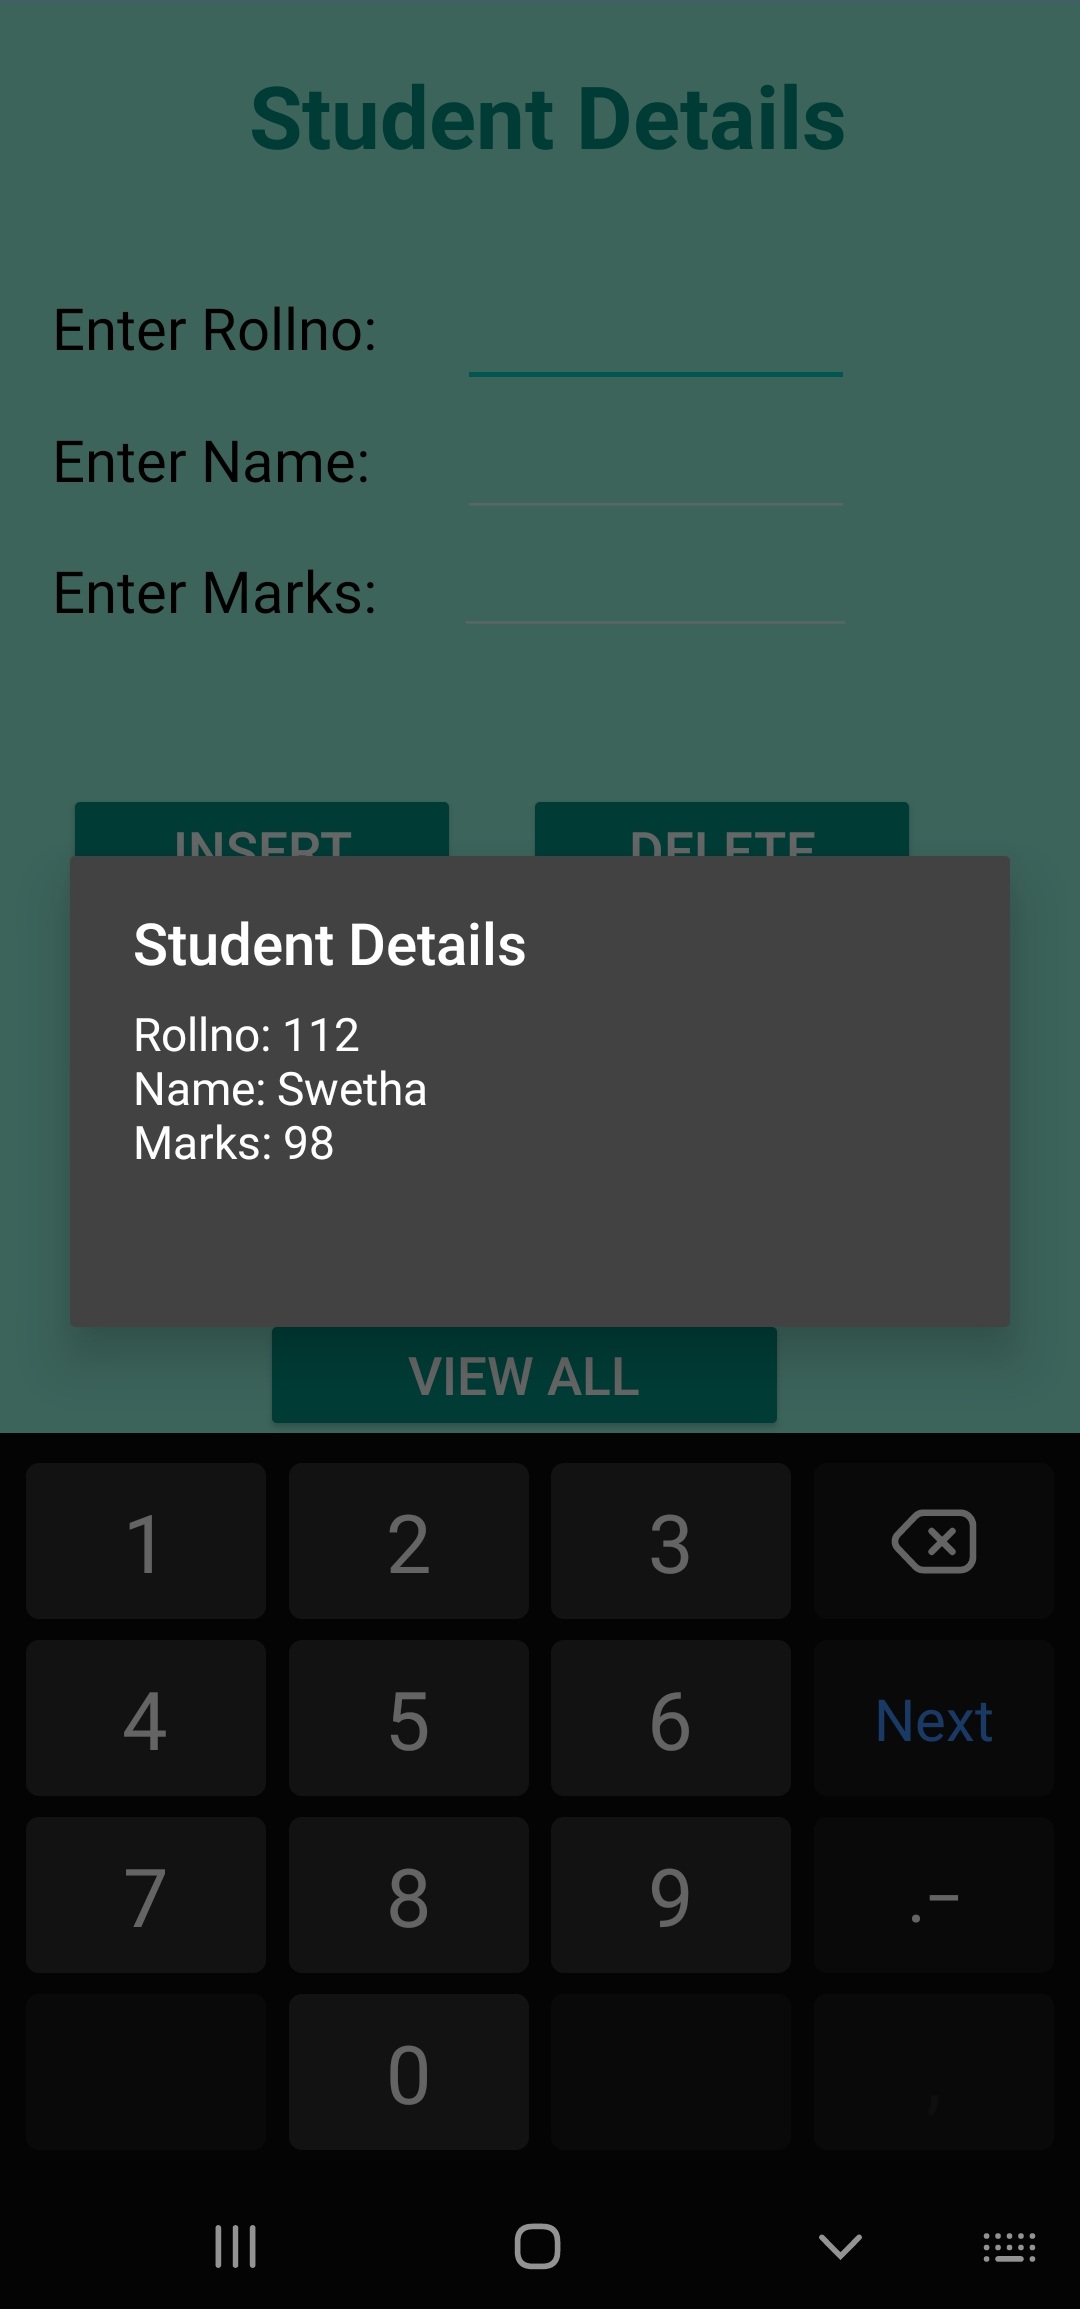 Student Details
Enter Rollno:
Enter Name:
Enter Marks:
INSERT DELETE
Student Details
Rollno: 112
Name: Swetha
Marks: 98
VIEW ALL
1 2 3
4 5 6 Next
7 8 9 .-
0 ,